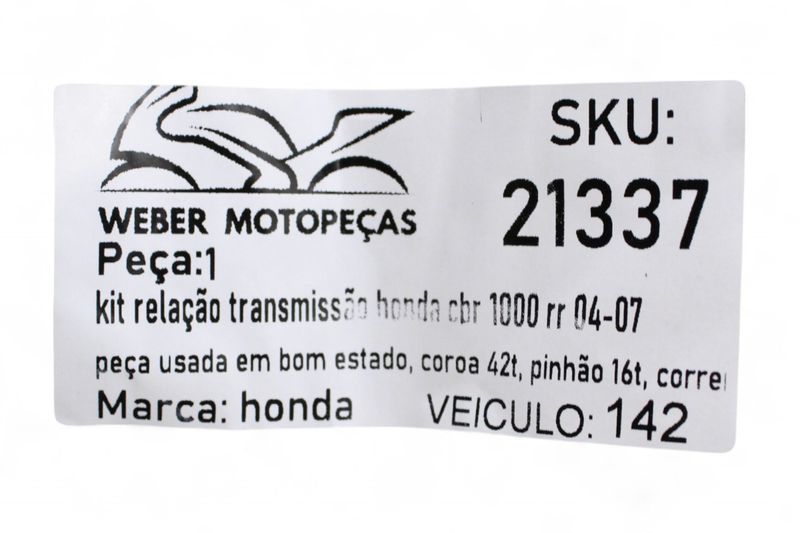 SKU:
21337
WEBER MOTOPEÇAS
Peça:1
kit relação transmissão honda cbr 1000 rr 04-07
peça usada em bom estado, coroa 42t, pinhão 16t, corre
Marca: honda VEICULO: 142